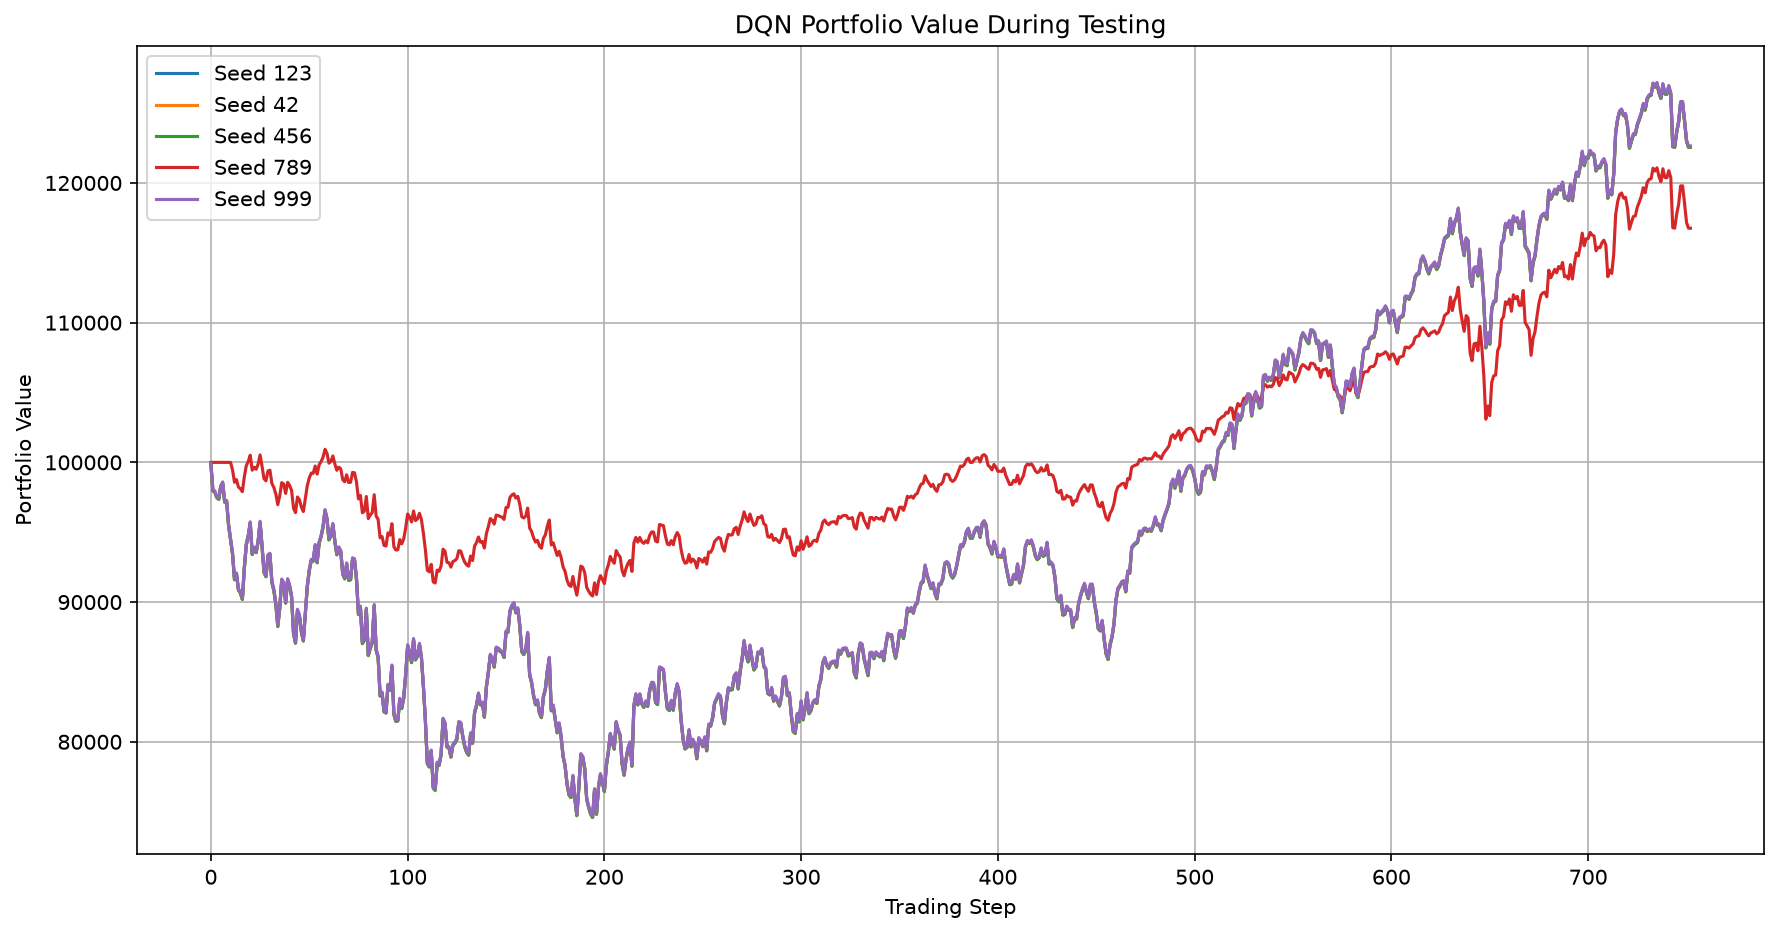 DQN Portfolio Value During Testing
Seed 123
Seed 42
Seed 456
Seed 789
Seed 999
Portfolio Value
120000
110000
100000
90000
80000
0 100 200 300 400 500 600 700
Trading Step